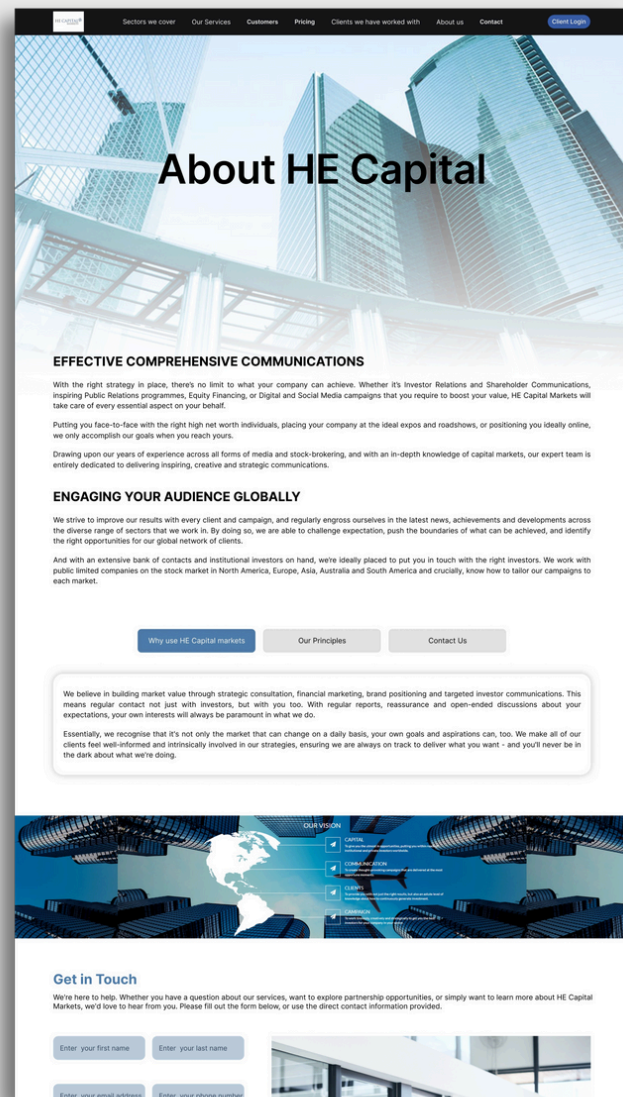 HE CAPITAL
Sectors we cover
Our Services
Customers
Pricing
Clients we have worked with
About us
Contact
Client Login
About HE Capital
EFFECTIVE COMPREHENSIVE COMMUNICATIONS
With the right strategy in place, there's no limit to what your company can achieve. Whether it's Investor Relations and Shareholder Communications,
inspiring Public Relations programmes, Equity Financing, or Digital and Social Media campaigns that you require to boost your value, HE Capital Markets will
take care of every essential aspect on your behalf.
Putting you face-to-face with the right high net worth individuals, placing your company at the ideal expos and roadshows, or positioning you ideally online,
we only accomplish our goals when you reach yours.
Drawing upon our years of experience across all forms of media and stock-brokering, and with an in-depth knowledge of capital markets, our expert team is
entirely dedicated to delivering inspiring, creative and strategic communications.
ENGAGING YOUR AUDIENCE GLOBALLY
We strive to improve our results with every client and campaign, and regularly engross ourselves in the latest news, achievements and developments across
the diverse range of sectors that we work in. By doing so, we are able to challenge expectation, push the boundaries of what can be achieved, and identify
the right opportunities for our global network of clients.
And with an extensive bank of contacts and institutional investors on hand, we're ideally placed to put you in touch with the right investors. We work with
public limited companies on the stock market in North America, Europe, Asia, Australia and South America and crucially, know how to tailor our campaigns to
each market.
Why use HE Capital markets
Our Principles
Contact Us
We believe in building market value through strategic consultation, financial marketing, brand positioning and targeted investor communications. This
means regular contact not just with investors, but with you too. With regular reports, reassurance and open-ended discussions about your
expectations, your own interests will always be paramount in what we do.
Essentially, we recognise that it's not only the market that can change on a daily basis, your own goals and aspirations can, too. We make all of our
clients feel well-informed and intrinsically involved in our strategies, ensuring we are always on track to deliver what you want - and you'll never be in
the dark about what we're doing.
OUR VISION
CAPITAL
COMMUNICATION
CLIENTS
CAMPAIGN
Get in Touch
We're here to help. Whether you have a question about our services, want to explore partnership opportunities, or simply want to learn more about HE Capital
Markets, we'd love to hear from you. Please fill out the form below, or use the direct contact information provided.
Enter your first name
Enter your last name
Enter your email address
Enter your phone number